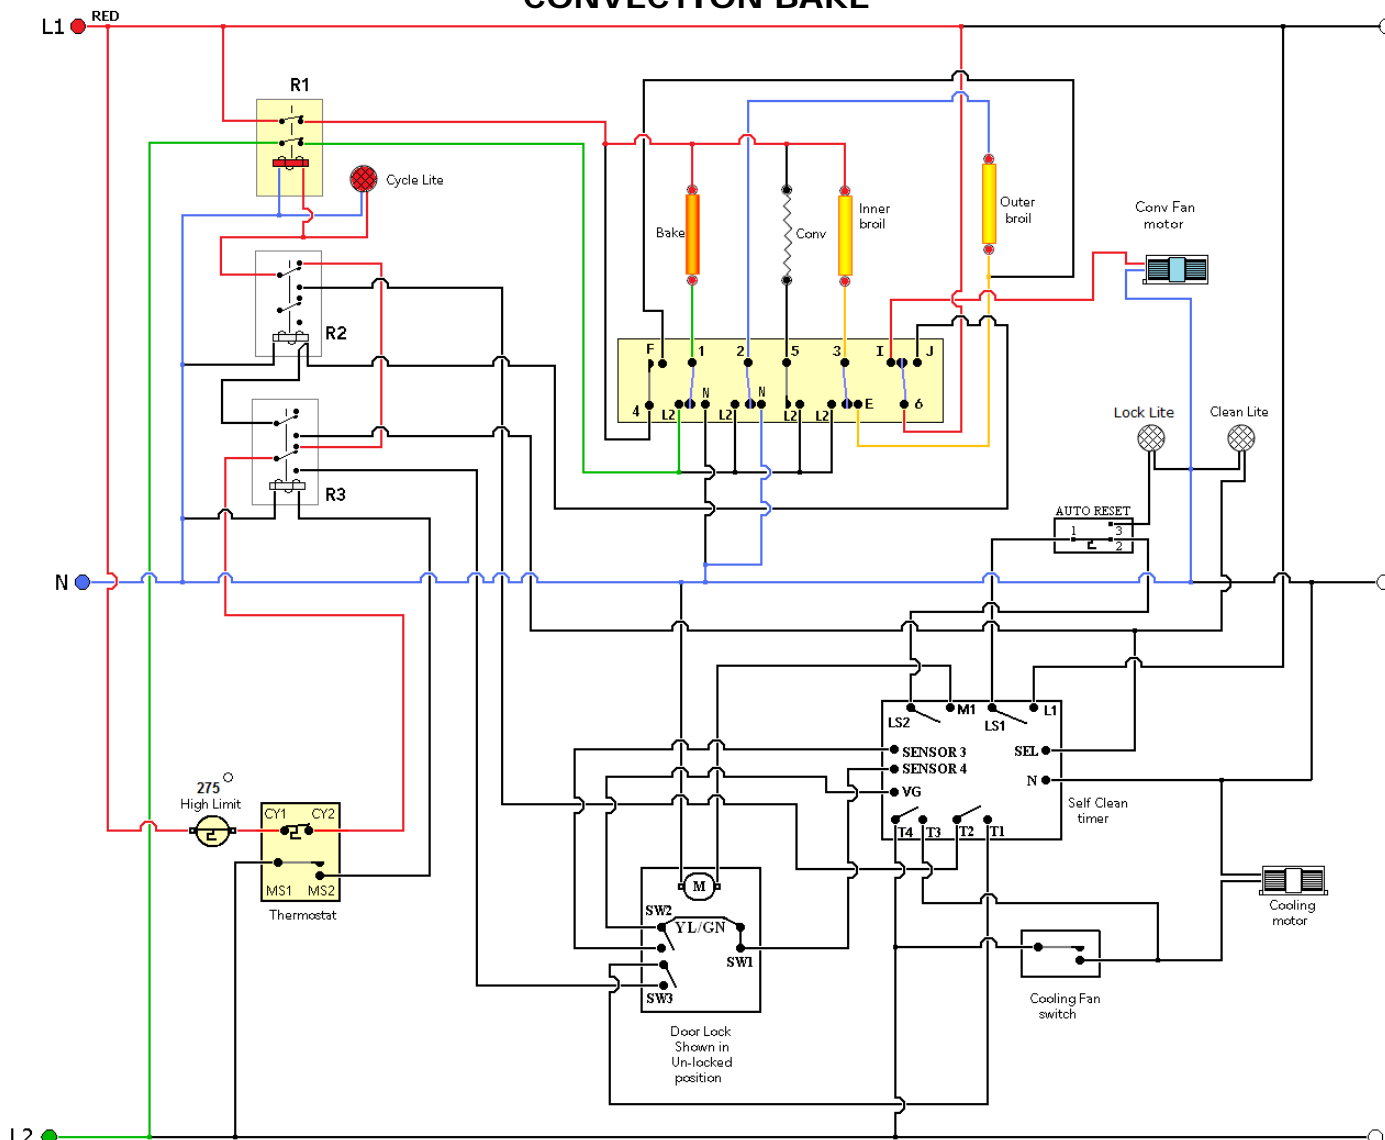 CONVECTION BAKE
L1
RED
R1
Cycle Lite
R2
R3
Bake
Conv
Inner
broil
Outer
broil
Conv Fan
motor
F
1
2
5
3
I
J
4
L2
N
L2
N
L2
L2
E
6
Lock Lite
Clean Lite
AUTO RESET
1
3
2
N
LS2
M1
LS1
L1
SENSOR 3
SEL
SENSOR 4
N
VG
T4
T3
T2
T1
Self Clean
timer
275
High Limit
CY1
CY2
MS1
MS2
Thermostat
M
SW2
YL/GN
SW1
SW3
Door Lock
Shown in
Un-locked
position
Cooling
motor
Cooling Fan
switch
L2